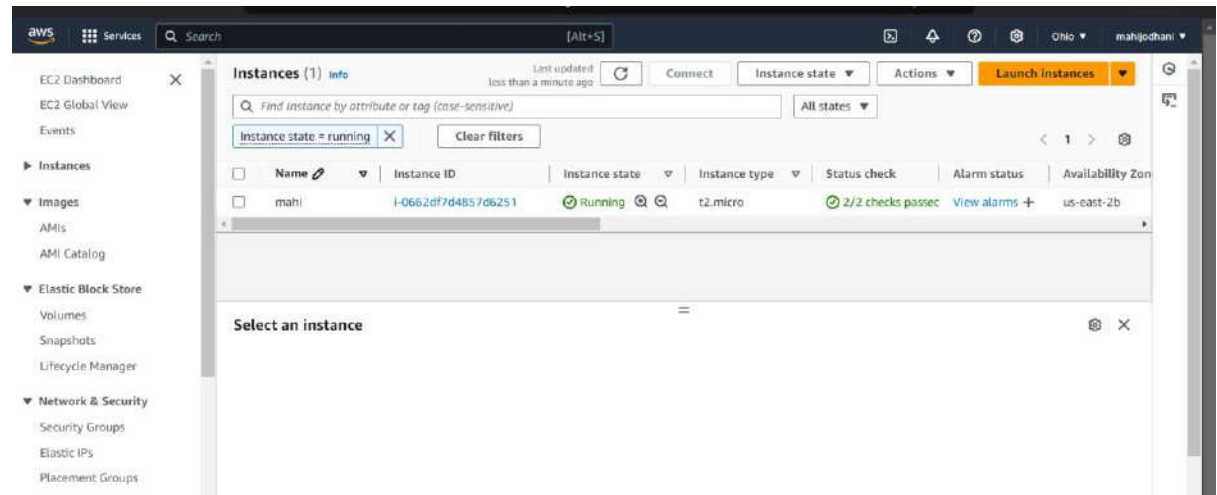 aws Services Search [Alt+S] Ohio mahijodhani
EC2 Dashboard
EC2 Global View
Events
Instances
Images
AMIs
AMI Catalog
Elastic Block Store
Volumes
Snapshots
Lifecycle Manager
Network & Security
Security Groups
Elastic IPs
Placement Groups
Instances (1) Info
Last updated
less than a minute ago
Connect Instance state Actions Launch instances
Find Instance by attribute or tag (case-sensitive) All states
Instance state = running Clear filters
1
Name Instance ID Instance state Instance type Status check Alarm status Availability Zon
mahi i-0662df7d4857d6251 Running t2.micro 2/2 checks passec View alarms us-east-2b
Select an instance